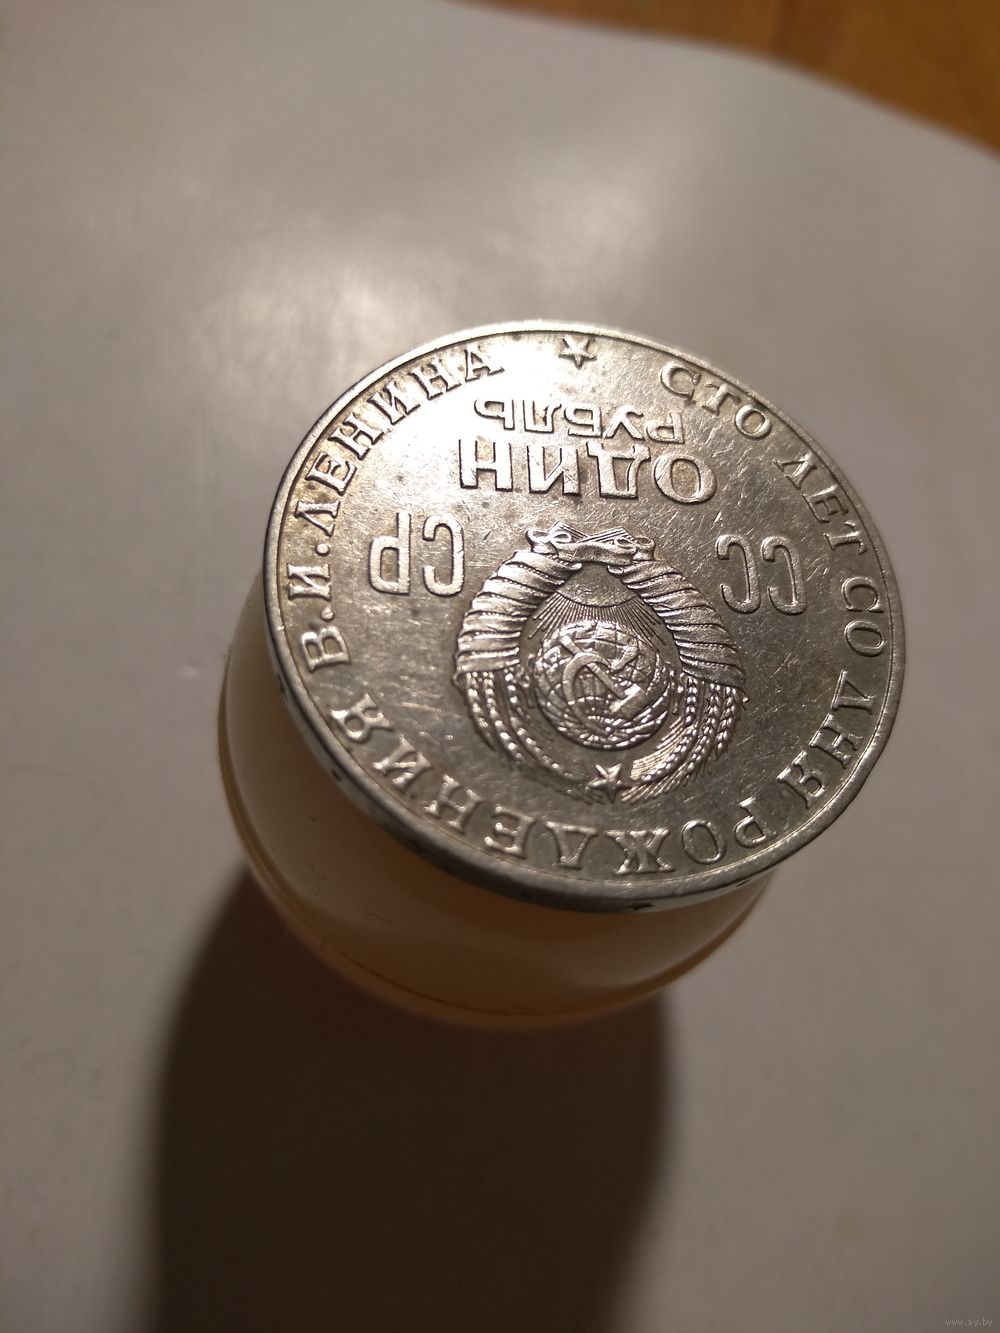 СТО ЛЕТ СО ДНЯ РОЖДЕНИЯ В.И.ЛЕНИНА
СС СР
ОДИН
РУБЛЬ
www.ay.by